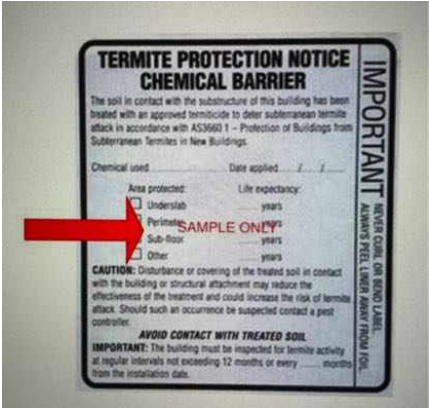 TERMITE PROTECTION NOTICE
CHEMICAL BARRIER
The soil in contact with the substructure of this building has been
treated with an approved termiticide to deter subterranean termite
attack in accordance with AS3660 1 – Protection of Buildings from
Subterranean Termites in New Buildings.
Chemical used .................... Date applied ..../..../....
Area protected: Life expectancy:
Underslab ........ years
Perimeter ........ years
SAMPLE ONLY
Sub-floor ........ years
Other ........ years
CAUTION: Disturbance or covering of the treated soil in contact
with the building or structural attachment may reduce the
effectiveness of the treatment and could increase the risk of termite
attack. Should such an occurrence be suspected contact a pest
controller.
AVOID CONTACT WITH TREATED SOIL
IMPORTANT: The building must be inspected for termite activity
at regular intervals not exceeding 12 months or every ........ months
from the installation date.
IMPORTANT
NEVER CURL OR BEND LABEL.
ALWAYS PEEL LINER AWAY FROM FOIL.